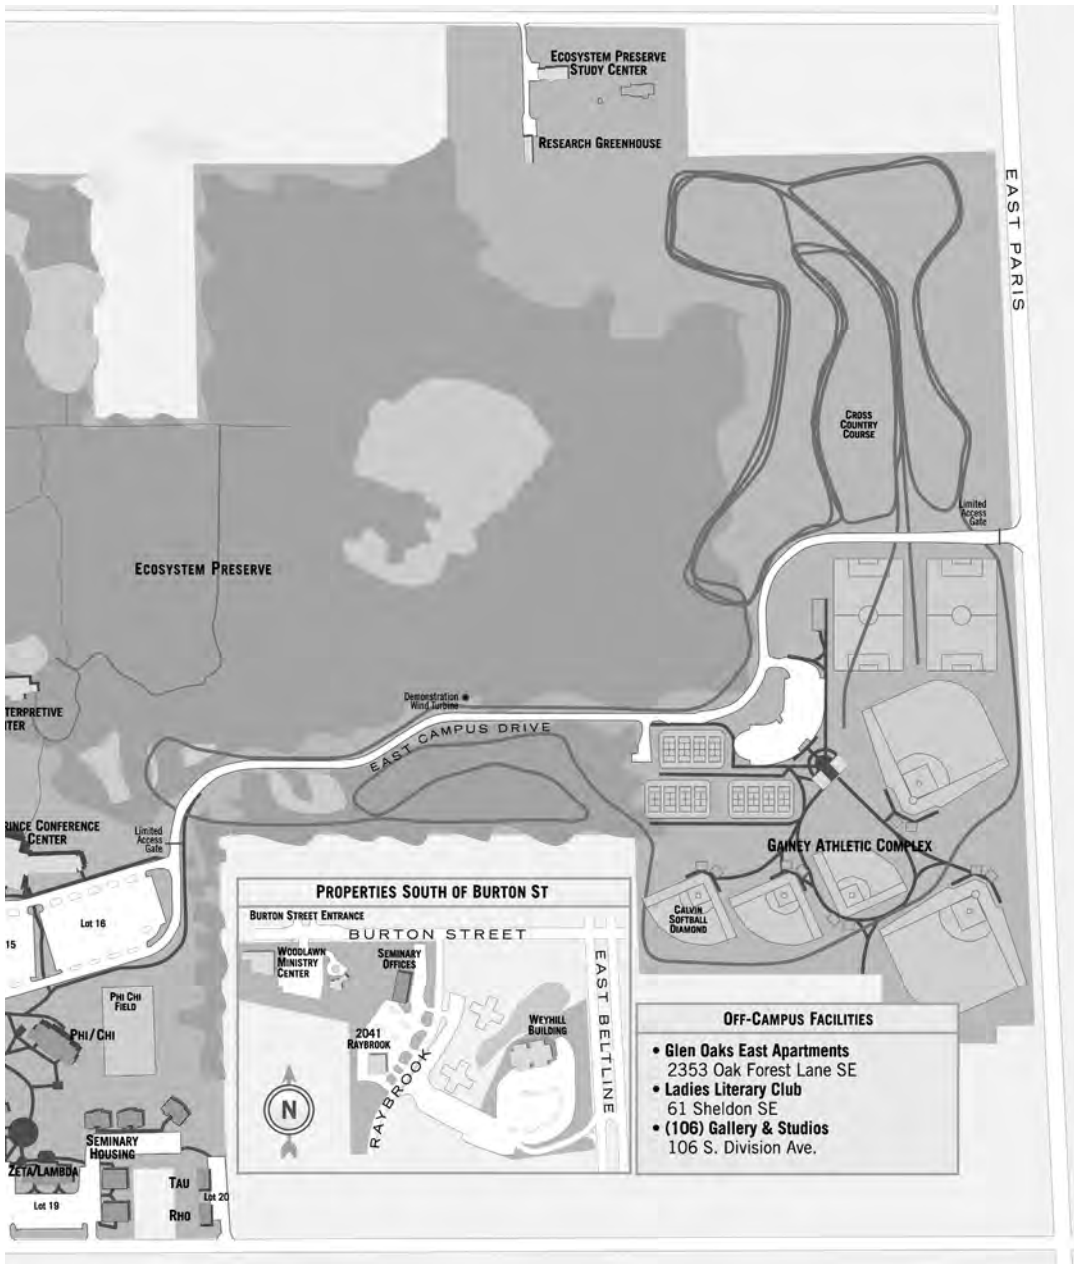 ECOSYSTEM PRESERVE
STUDY CENTER
RESEARCH GREENHOUSE
EAST PARIS
CROSS
COUNTRY
COURSE
Limited
Access
Gate
ECOSYSTEM PRESERVE
Demonstration
Wind Turbine
EAST CAMPUS DRIVE
TERPRETIVE
TER
RINCE CONFERENCE
CENTER
Limited
Access
Gate
GAINEY ATHLETIC COMPLEX
CALVIN
SOFTBALL
DIAMOND
Lot 16
15
PHI CHI
FIELD
PHI/CHI
SEMINARY
HOUSING
ZETA/LAMBDA
Lot 19
TAU
RHO
Lot 20
PROPERTIES SOUTH OF BURTON ST
BURTON STREET ENTRANCE
BURTON STREET
WOODLAWN
MINISTRY
CENTER
SEMINARY
OFFICES
2041
RAYBROOK
RAYBROOK
WEYHILL
BUILDING
EAST BELTLINE
N
OFF-CAMPUS FACILITIES
• Glen Oaks East Apartments
2353 Oak Forest Lane SE
• Ladies Literary Club
61 Sheldon SE
• (106) Gallery & Studios
106 S. Division Ave.